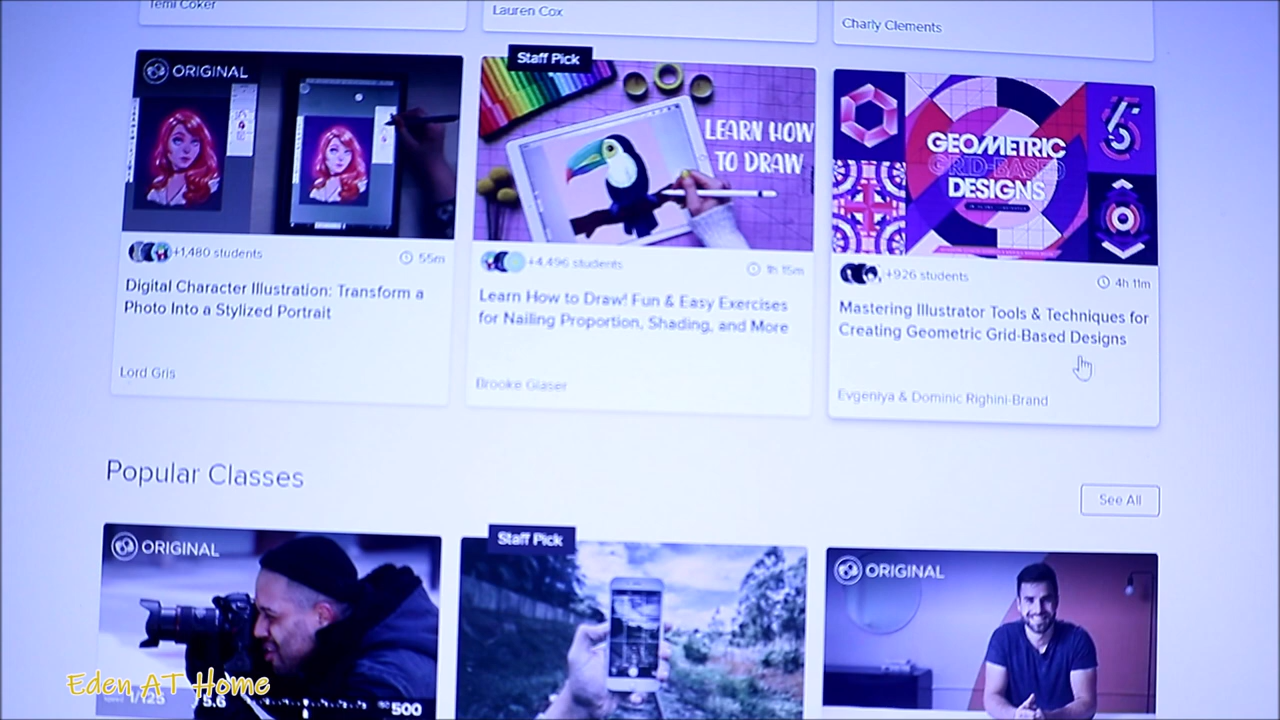 Temi Coker
Lauren Cox
Charly Clements
ORIGINAL
Staff Pick
LEARN HOW
TO DRAW
GEOMETRIC
GRID-BASED
DESIGNS
+1,480 students
55m
+4,496 students
1h 15m
+926 students
4h 11m
Digital Character Illustration: Transform a
Photo Into a Stylized Portrait
Learn How to Draw! Fun & Easy Exercises
for Nailing Proportion, Shading, and More
Mastering Illustrator Tools & Techniques for
Creating Geometric Grid-Based Designs
Lord Gris
Brooke Glaser
Evgeniya & Dominic Righini-Brand
Popular Classes
See All
ORIGINAL
Staff Pick
ORIGINAL
Eden AT Home
1/125
5.6
ISO 500